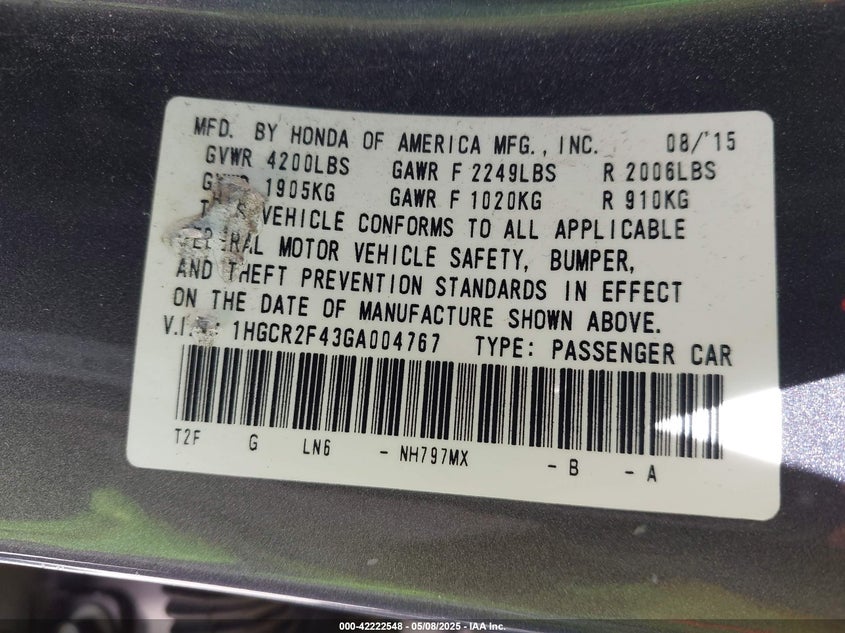 MFD. BY HONDA OF AMERICA MFG., INC. 08/'15
GVWR 4200LBS GAWR F 2249LBS R 2006LBS
1905KG GAWR F 1020KG R 910KG
VEHICLE CONFORMS TO ALL APPLICABLE
MOTOR VEHICLE SAFETY, BUMPER,
AND THEFT PREVENTION STANDARDS IN EFFECT
ON THE DATE OF MANUFACTURE SHOWN ABOVE.
1HGCR2F43GA004767 TYPE: PASSENGER CAR
T2F G LN6 - NH797MX - B - A
000-42222548 - 05/08/2025 - IAA Inc.